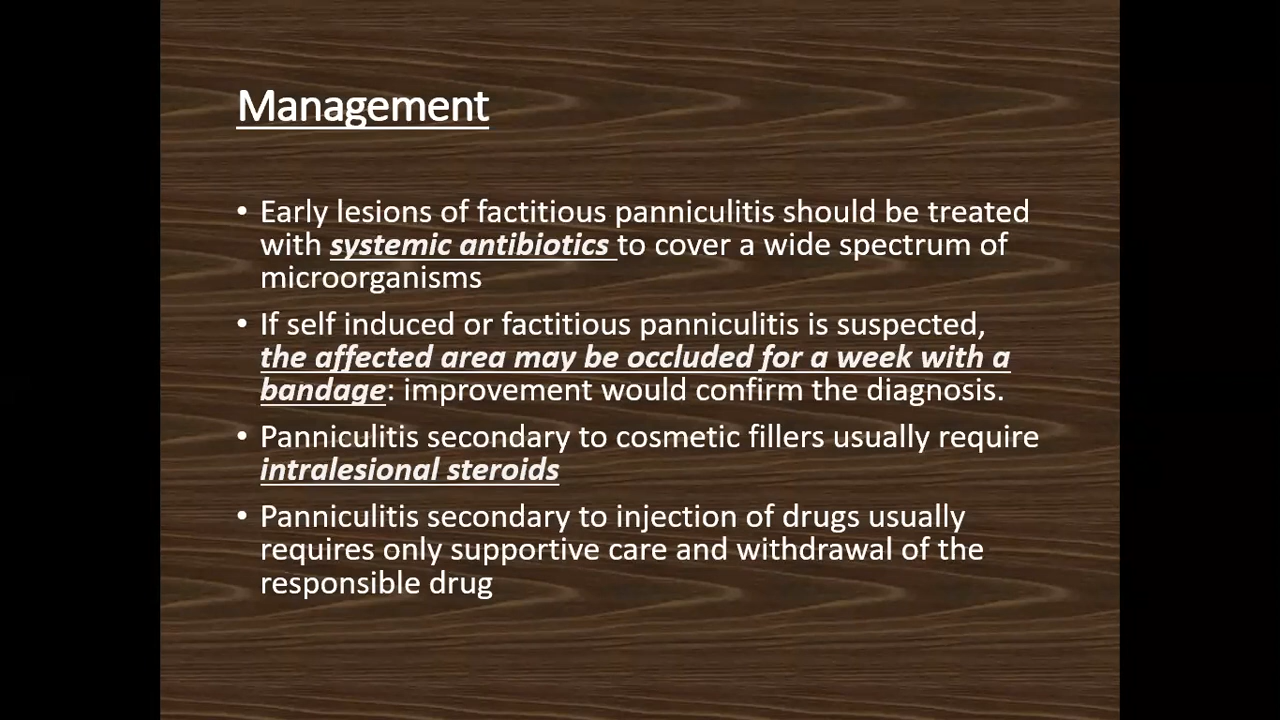 Management
• Early lesions of factitious panniculitis should be treated
with systemic antibiotics to cover a wide spectrum of
microorganisms
• If self induced or factitious panniculitis is suspected,
the affected area may be occluded for a week with a
bandage: improvement would confirm the diagnosis.
• Panniculitis secondary to cosmetic fillers usually require
intralesional steroids
• Panniculitis secondary to injection of drugs usually
requires only supportive care and withdrawal of the
responsible drug